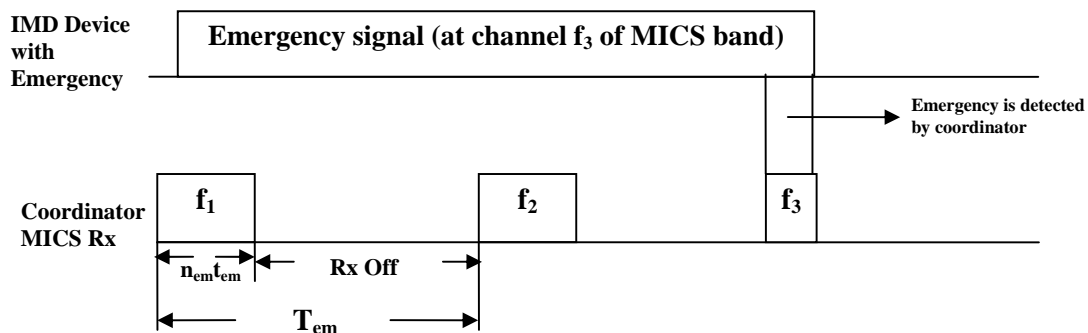 IMD Device
with
Emergency
Emergency signal (at channel f₃ of MICS band)
Emergency is detected
by coordinator
Coordinator
MICS Rx
f₁
f₂
f₃
nₑₘtₑₘ
Rx Off
Tₑₘ